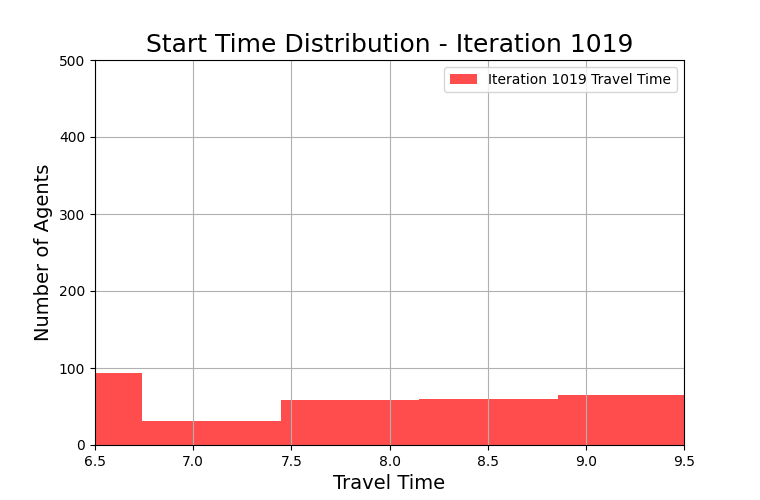 Start Time Distribution - Iteration 1019
500
400
300
200
100
0
Number of Agents
Iteration 1019 Travel Time
6.5 7.0 7.5 8.0 8.5 9.0 9.5
Travel Time